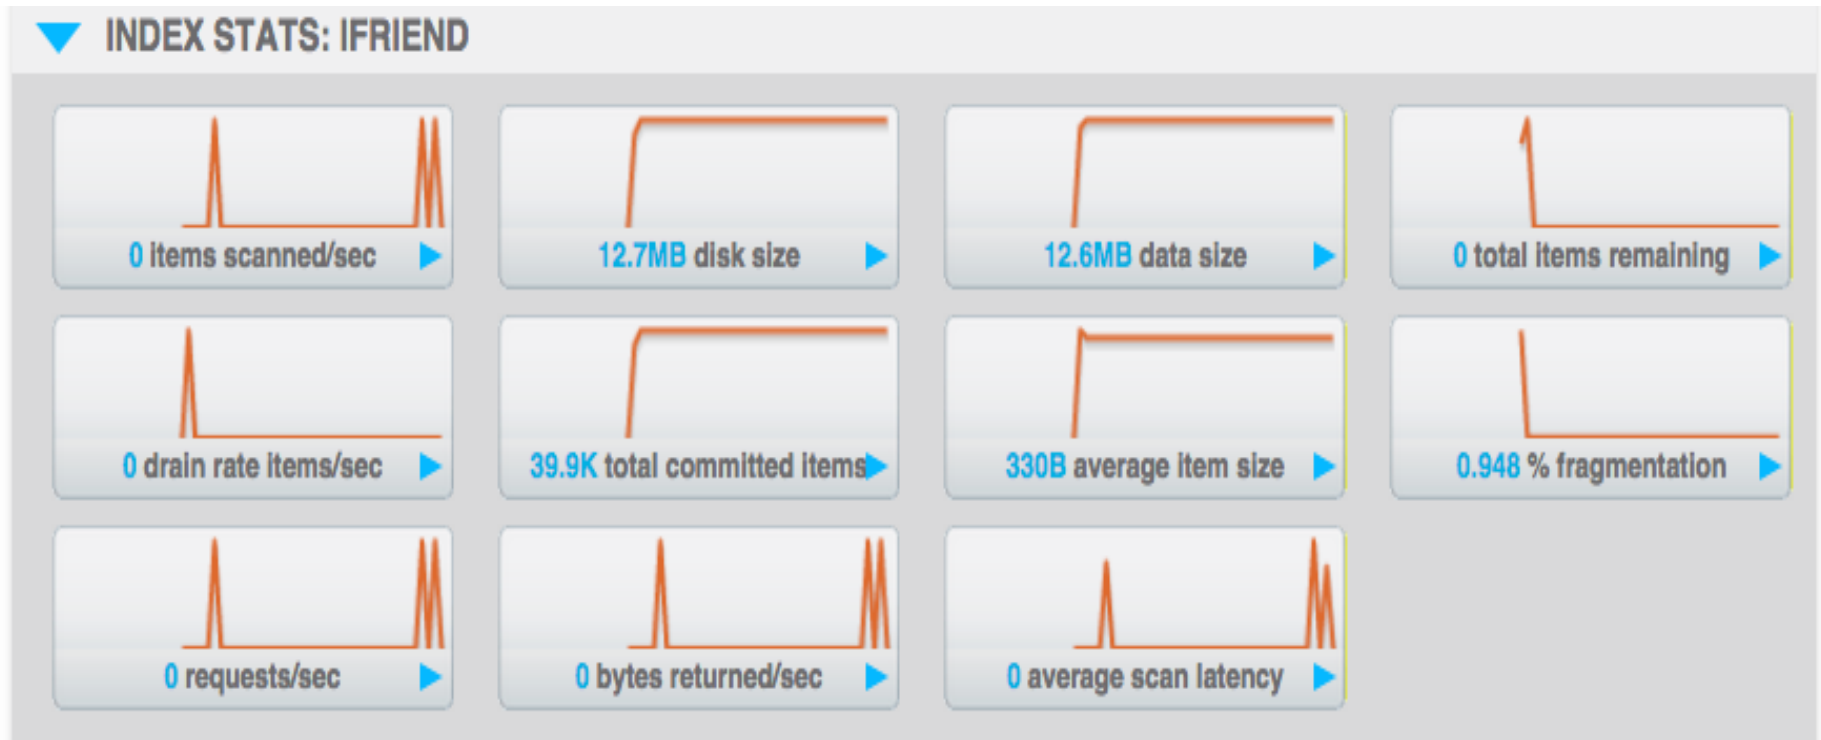 INDEX STATS: IFRIEND
0 items scanned/sec
12.7MB disk size
12.6MB data size
0 total items remaining
0 drain rate items/sec
39.9K total committed items
330B average item size
0.948 % fragmentation
0 requests/sec
0 bytes returned/sec
0 average scan latency